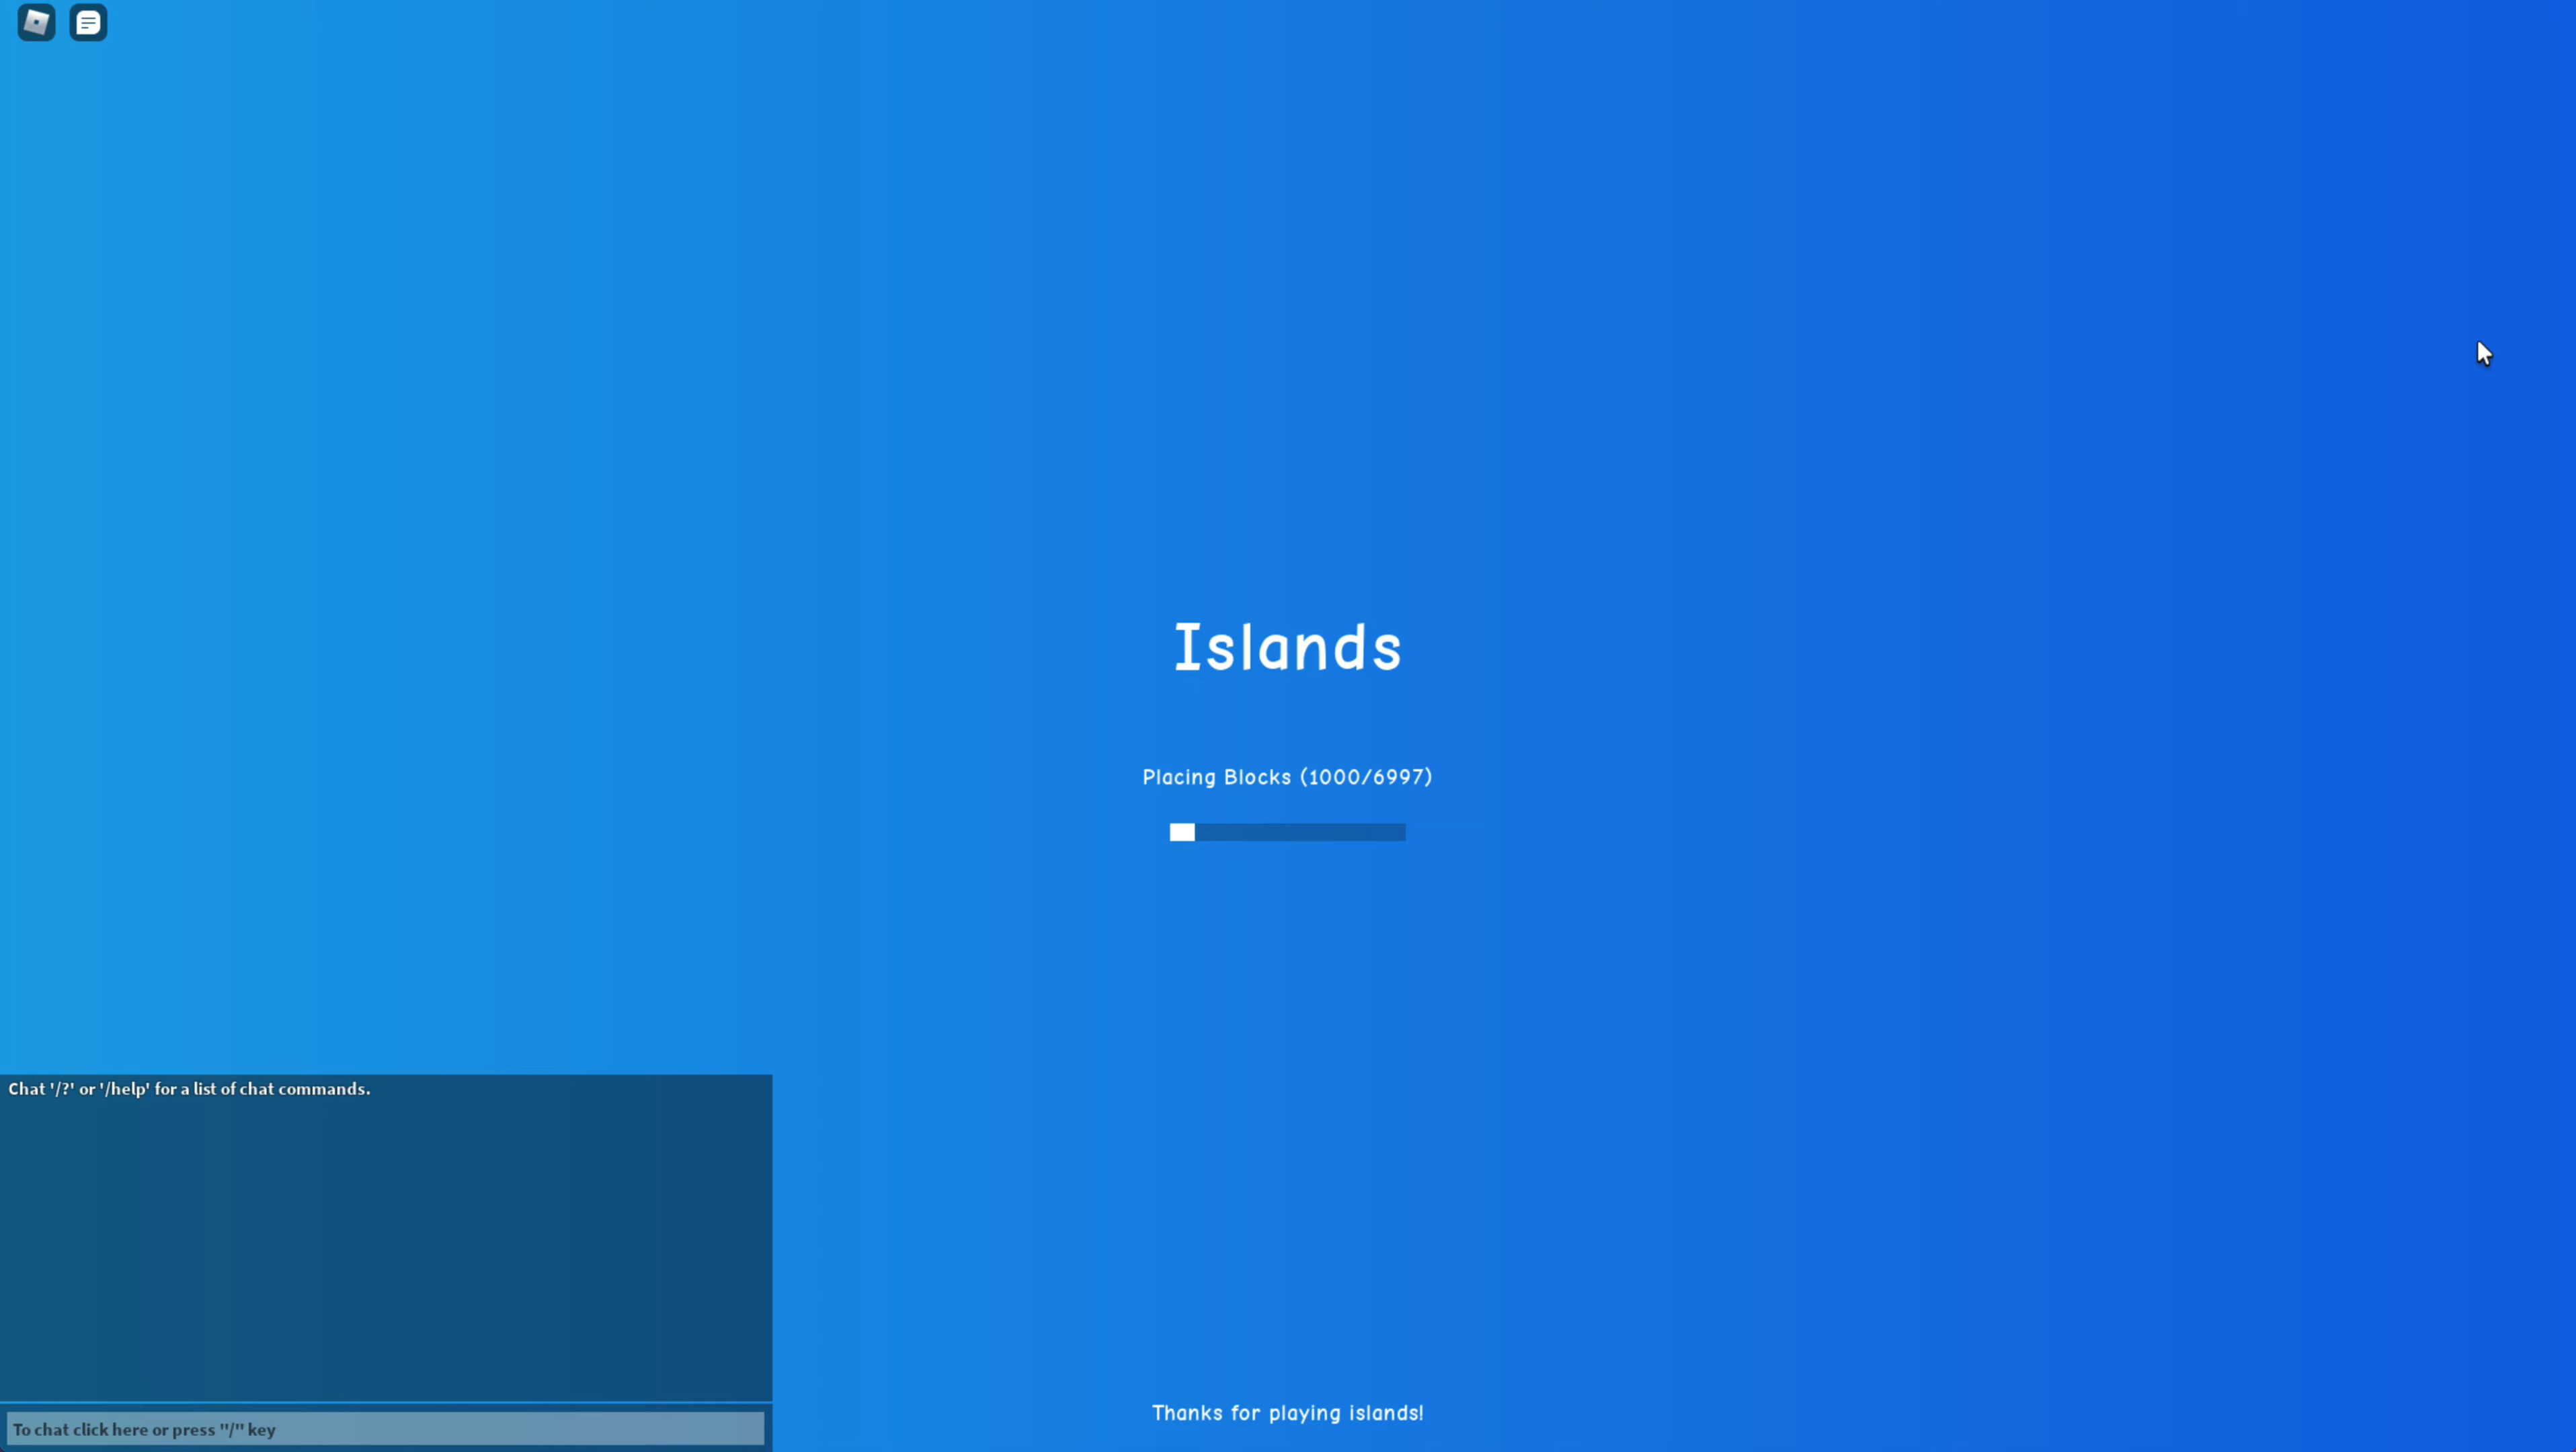 Islands
Placing Blocks (1000/6997)
Chat '/?' or '/help' for a list of chat commands.
To chat click here or press "/" key
Thanks for playing islands!